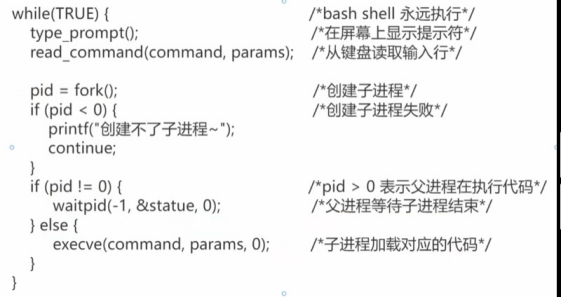 while(TRUE) { /*bash shell 永远执行*/
type_prompt(); /*在屏幕上显示提示符*/
read_command(command, params); /*从键盘读取输入行*/
pid = fork(); /*创建子进程*/
if (pid < 0) { /*创建子进程失败*/
printf("创建不了子进程~");
continue;
}
if (pid != 0) { /*pid > 0 表示父进程在执行代码*/
waitpid(-1, &statue, 0); /*父进程等待子进程结束*/
} else {
execve(command, params, 0); /*子进程加载对应的代码*/
}
}